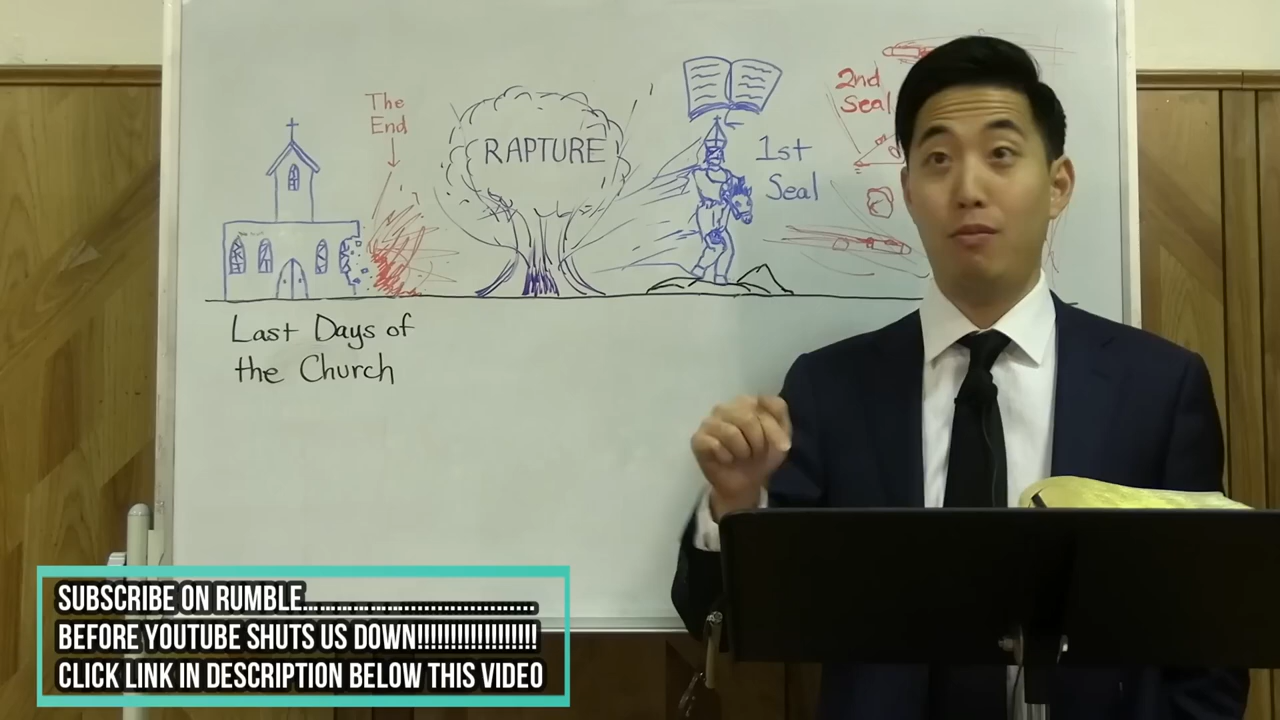 The
End
RAPTURE
1st
Seal
2nd
Seal
Last Days of
the Church
SUBSCRIBE ON RUMBLE.......................................
BEFORE YOUTUBE SHUTS US DOWN!!!!!!!!!!!!!!!!!!!
CLICK LINK IN DESCRIPTION BELOW THIS VIDEO